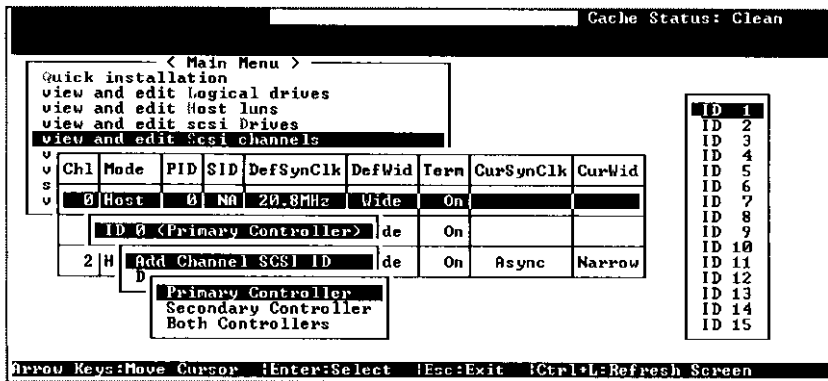 Cache Status: Clean
< Main Menu >
Quick installation
view and edit Logical drives
view and edit Host luns
view and edit scsi Drives
view and edit Scsi channels
v
v
s
v
Chl Mode PID SID DefSynClk DefWid Term CurSynClk CurWid
0 Host 0 NA 20.8MHz Wide On
ID 0 (Primary Controller) de On
2 H Add Channel SCSI ID de On Async Narrow
D
Primary Controller
Secondary Controller
Both Controllers
ID 1
ID 2
ID 3
ID 4
ID 5
ID 6
ID 7
ID 8
ID 9
ID 10
ID 11
ID 12
ID 13
ID 14
ID 15
Arrow Keys:Move Cursor |Enter:Select |Esc:Exit |Ctrl+L:Refresh Screen